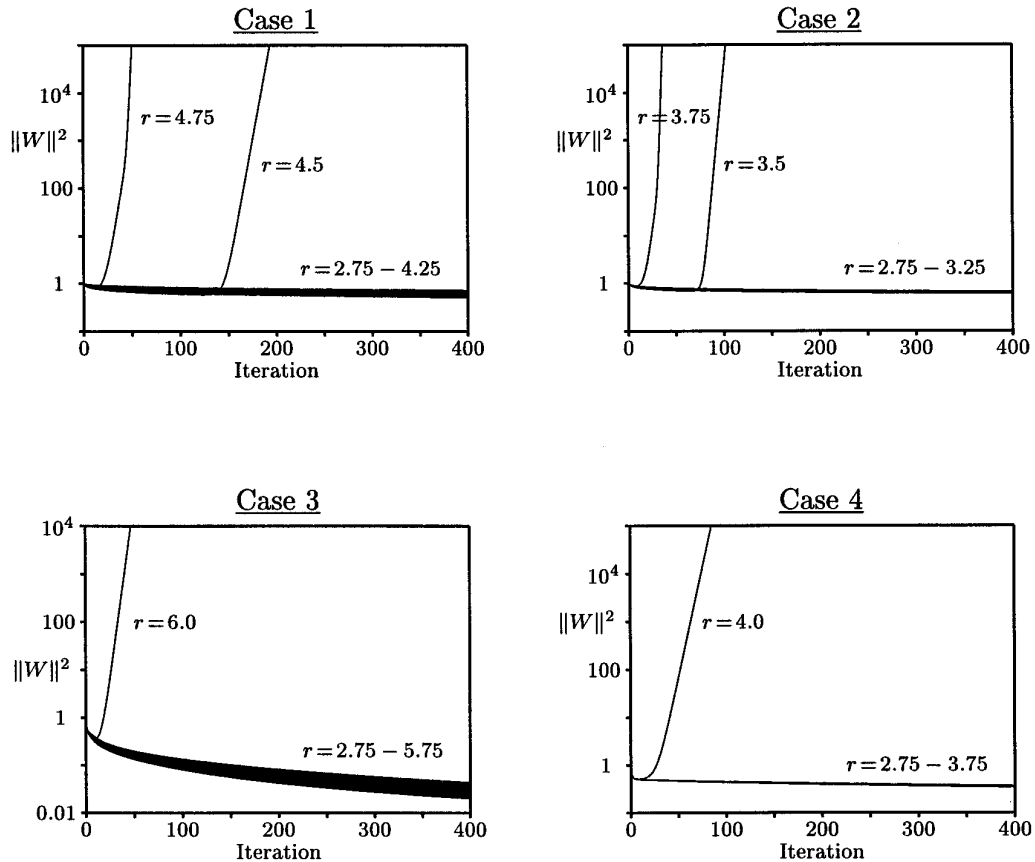 Case 1
10^4
‖W‖^2
100
1
r=4.75
r=4.5
r=2.75 − 4.25
0 100 200 300 400
Iteration
Case 2
10^4
‖W‖^2
100
1
r=3.75
r=3.5
r=2.75 − 3.25
0 100 200 300 400
Iteration
Case 3
10^4
100
‖W‖^2
1
0.01
r=6.0
r=2.75 − 5.75
0 100 200 300 400
Iteration
Case 4
10^4
‖W‖^2
100
1
r=4.0
r=2.75 − 3.75
0 100 200 300 400
Iteration